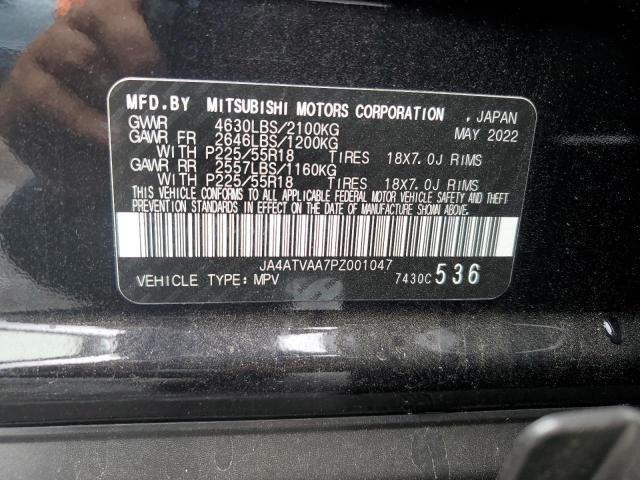 MFD.BY MITSUBISHI MOTORS CORPORATION , JAPAN
GVWR 4630LBS/2100KG MAY 2022
GAWR FR 2646LBS/1200KG
WITH P225/55R18 TIRES 18X7.0J RIMS
GAWR RR 2557LBS/1160KG
WITH P225/55R18 TIRES 18X7.0J RIMS
THIS VEHICLE CONFORMS TO ALL APPLICABLE FEDERAL MOTOR VEHICLE SAFETY AND THEFT
PREVENTION STANDARDS IN EFFECT ON THE DATE OF MANUFACTURE SHOWN ABOVE.
JA4ATVAA7PZ001047
VEHICLE TYPE:MPV 7430C 536